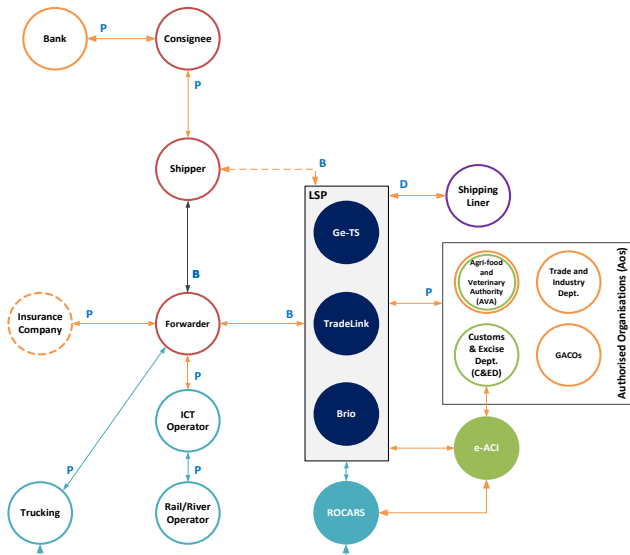 Bank
P
Consignee
P
Shipper
B
LSP
D
Shipping
Liner
Ge-TS
Authorised Organisations (Aos)
Agri-food
and
Veterinary
Authority
(AVA)
Trade and
Industry
Dept.
B
P
Insurance
Company
P
Forwarder
B
TradeLink
Customs
& Excise
Dept.
(C&ED)
GACOs
P
ICT
Operator
Brio
e-ACI
P
P
Trucking
Rail/River
Operator
ROCARS